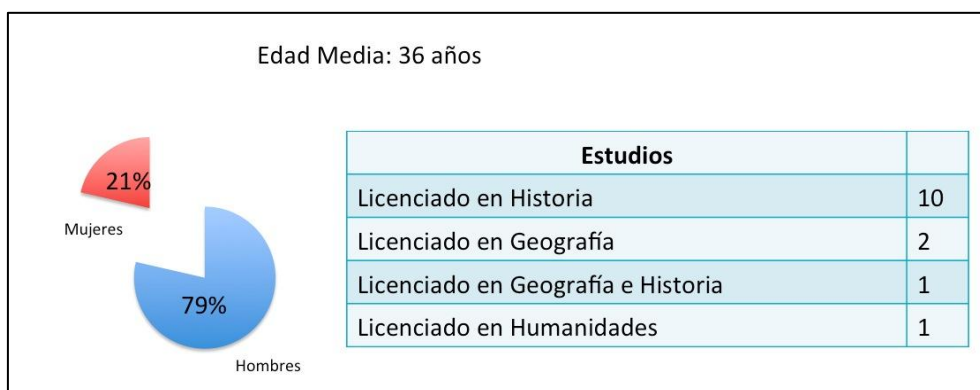 Edad Media: 36 años
21%
Mujeres
79%
Hombres
Estudios
Licenciado en Historia 10
Licenciado en Geografía 2
Licenciado en Geografía e Historia 1
Licenciado en Humanidades 1